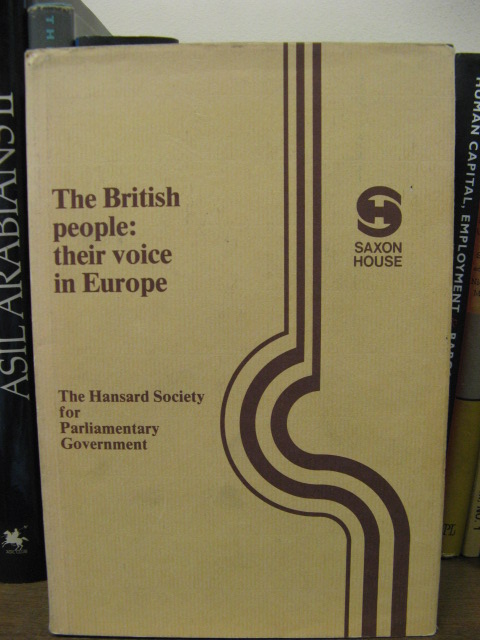 The British
people:
their voice
in Europe
The Hansard Society
for
Parliamentary
Government
SAXON
HOUSE
ASIL ARABIANS II
TH
HUMAN CAPITAL, EMPLOYMENT